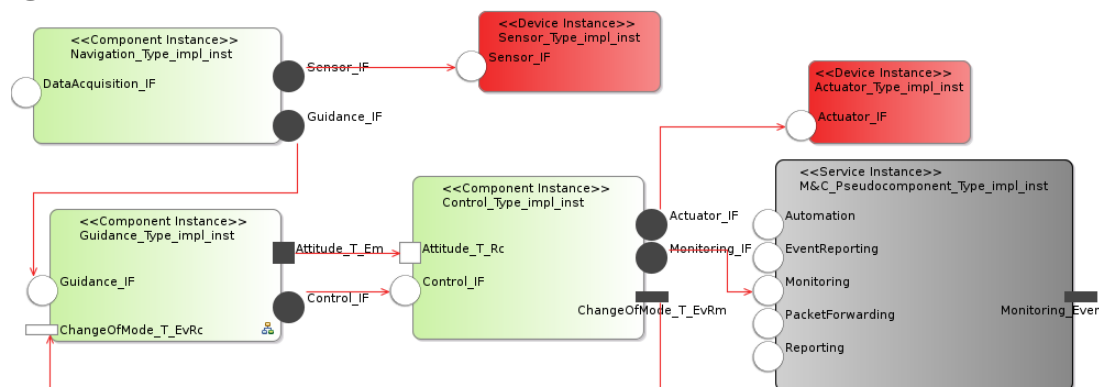 <<Component Instance>>
Navigation_Type_impl_inst
DataAcquisition_IF
Sensor_IF
Guidance_IF
<<Device Instance>>
Sensor_Type_impl_inst
Sensor_IF
<<Device Instance>>
Actuator_Type_impl_inst
Actuator_IF
<<Component Instance>>
Guidance_Type_impl_inst
Guidance_IF
ChangeOfMode_T_EvRc
Attitude_T_Em
Control_IF
<<Component Instance>>
Control_Type_impl_inst
Attitude_T_Rc
Control_IF
Actuator_IF
Monitoring_IF
ChangeOfMode_T_EvRm
<<Service Instance>>
M&C_Pseudocomponent_Type_impl_inst
Automation
EventReporting
Monitoring
PacketForwarding
Reporting
Monitoring_Ever